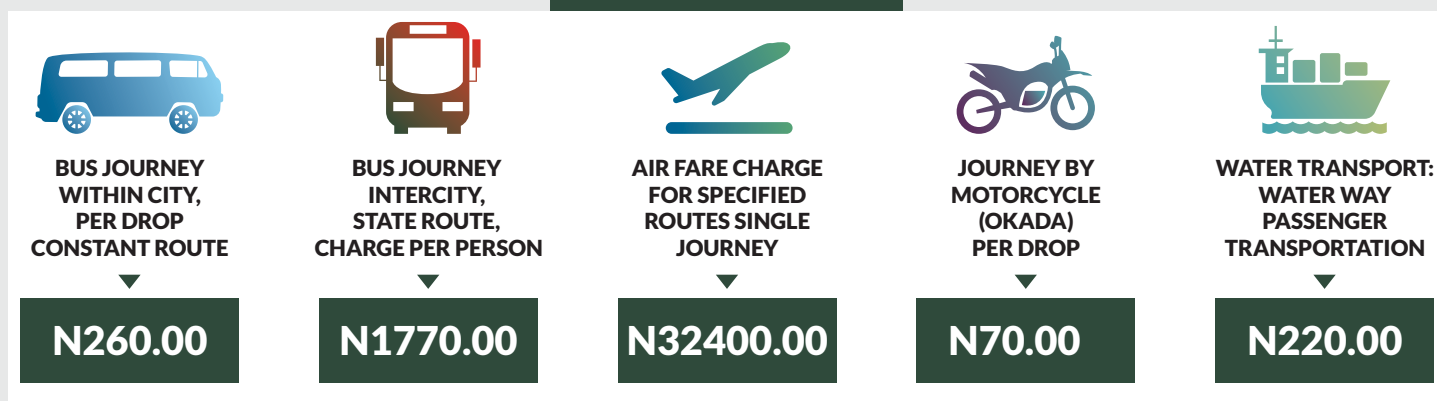 BUS JOURNEY
WITHIN CITY,
PER DROP
CONSTANT ROUTE
N260.00
BUS JOURNEY
INTERCITY,
STATE ROUTE,
CHARGE PER PERSON
N1770.00
AIR FARE CHARGE
FOR SPECIFIED
ROUTES SINGLE
JOURNEY
N32400.00
JOURNEY BY
MOTORCYCLE
(OKADA)
PER DROP
N70.00
WATER TRANSPORT:
WATER WAY
PASSENGER
TRANSPORTATION
N220.00